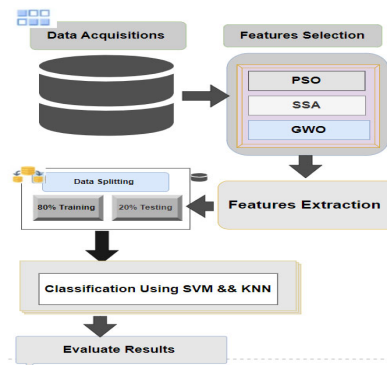 Data Acquisitions
Features Selection
PSO
SSA
GWO
Data Splitting
80% Training
20% Testing
Features Extraction
Classification Using SVM && KNN
Evaluate Results